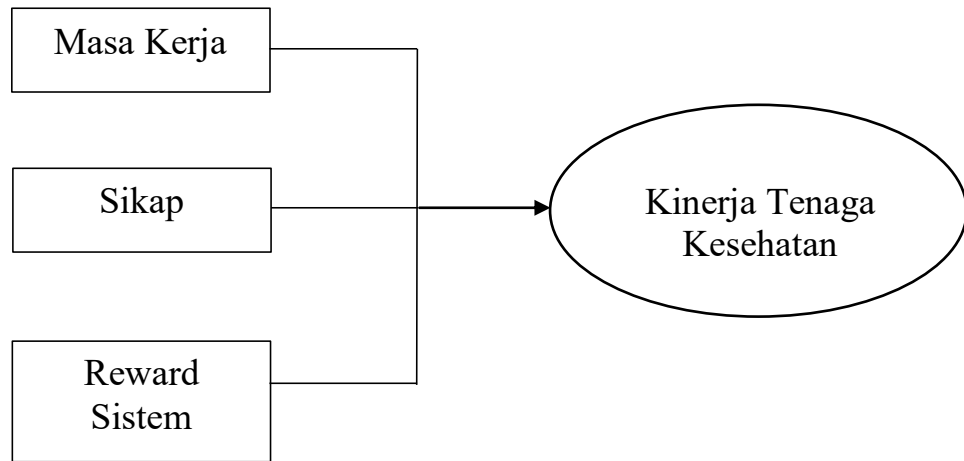 Masa Kerja
Sikap
Reward
Sistem
Kinerja Tenaga
Kesehatan